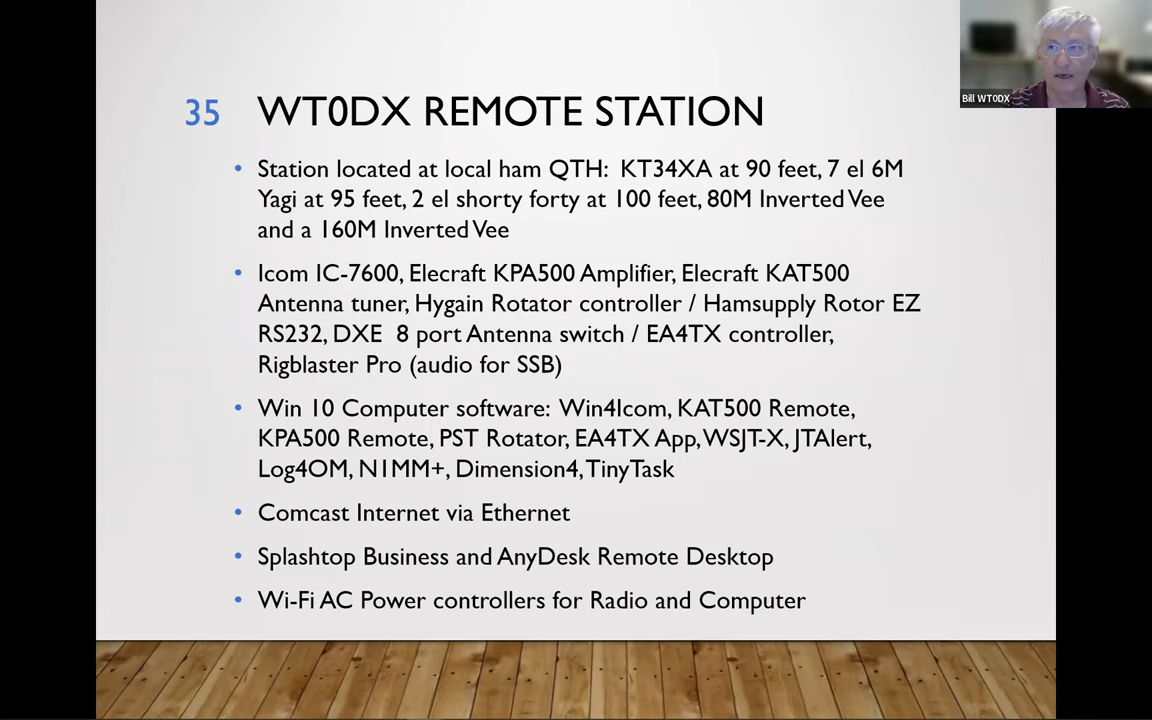 35 WT0DX REMOTE STATION
• Station located at local ham QTH:  KT34XA at 90 feet, 7 el 6M
Yagi at 95 feet, 2 el shorty forty at 100 feet, 80M Inverted Vee
and a 160M Inverted Vee
• Icom IC-7600, Elecraft KPA500 Amplifier, Elecraft KAT500
Antenna tuner, Hygain Rotator controller / Hamsupply Rotor EZ
RS232, DXE  8 port Antenna switch / EA4TX controller,
Rigblaster Pro (audio for SSB)
• Win 10 Computer software:  Win4Icom, KAT500 Remote,
KPA500 Remote, PST Rotator, EA4TX App, WSJT-X, JTAlert,
Log4OM, N1MM+, Dimension4, TinyTask
• Comcast Internet via Ethernet
• Splashtop Business and AnyDesk Remote Desktop
• Wi-Fi AC Power controllers for Radio and Computer
Bill WT0DX